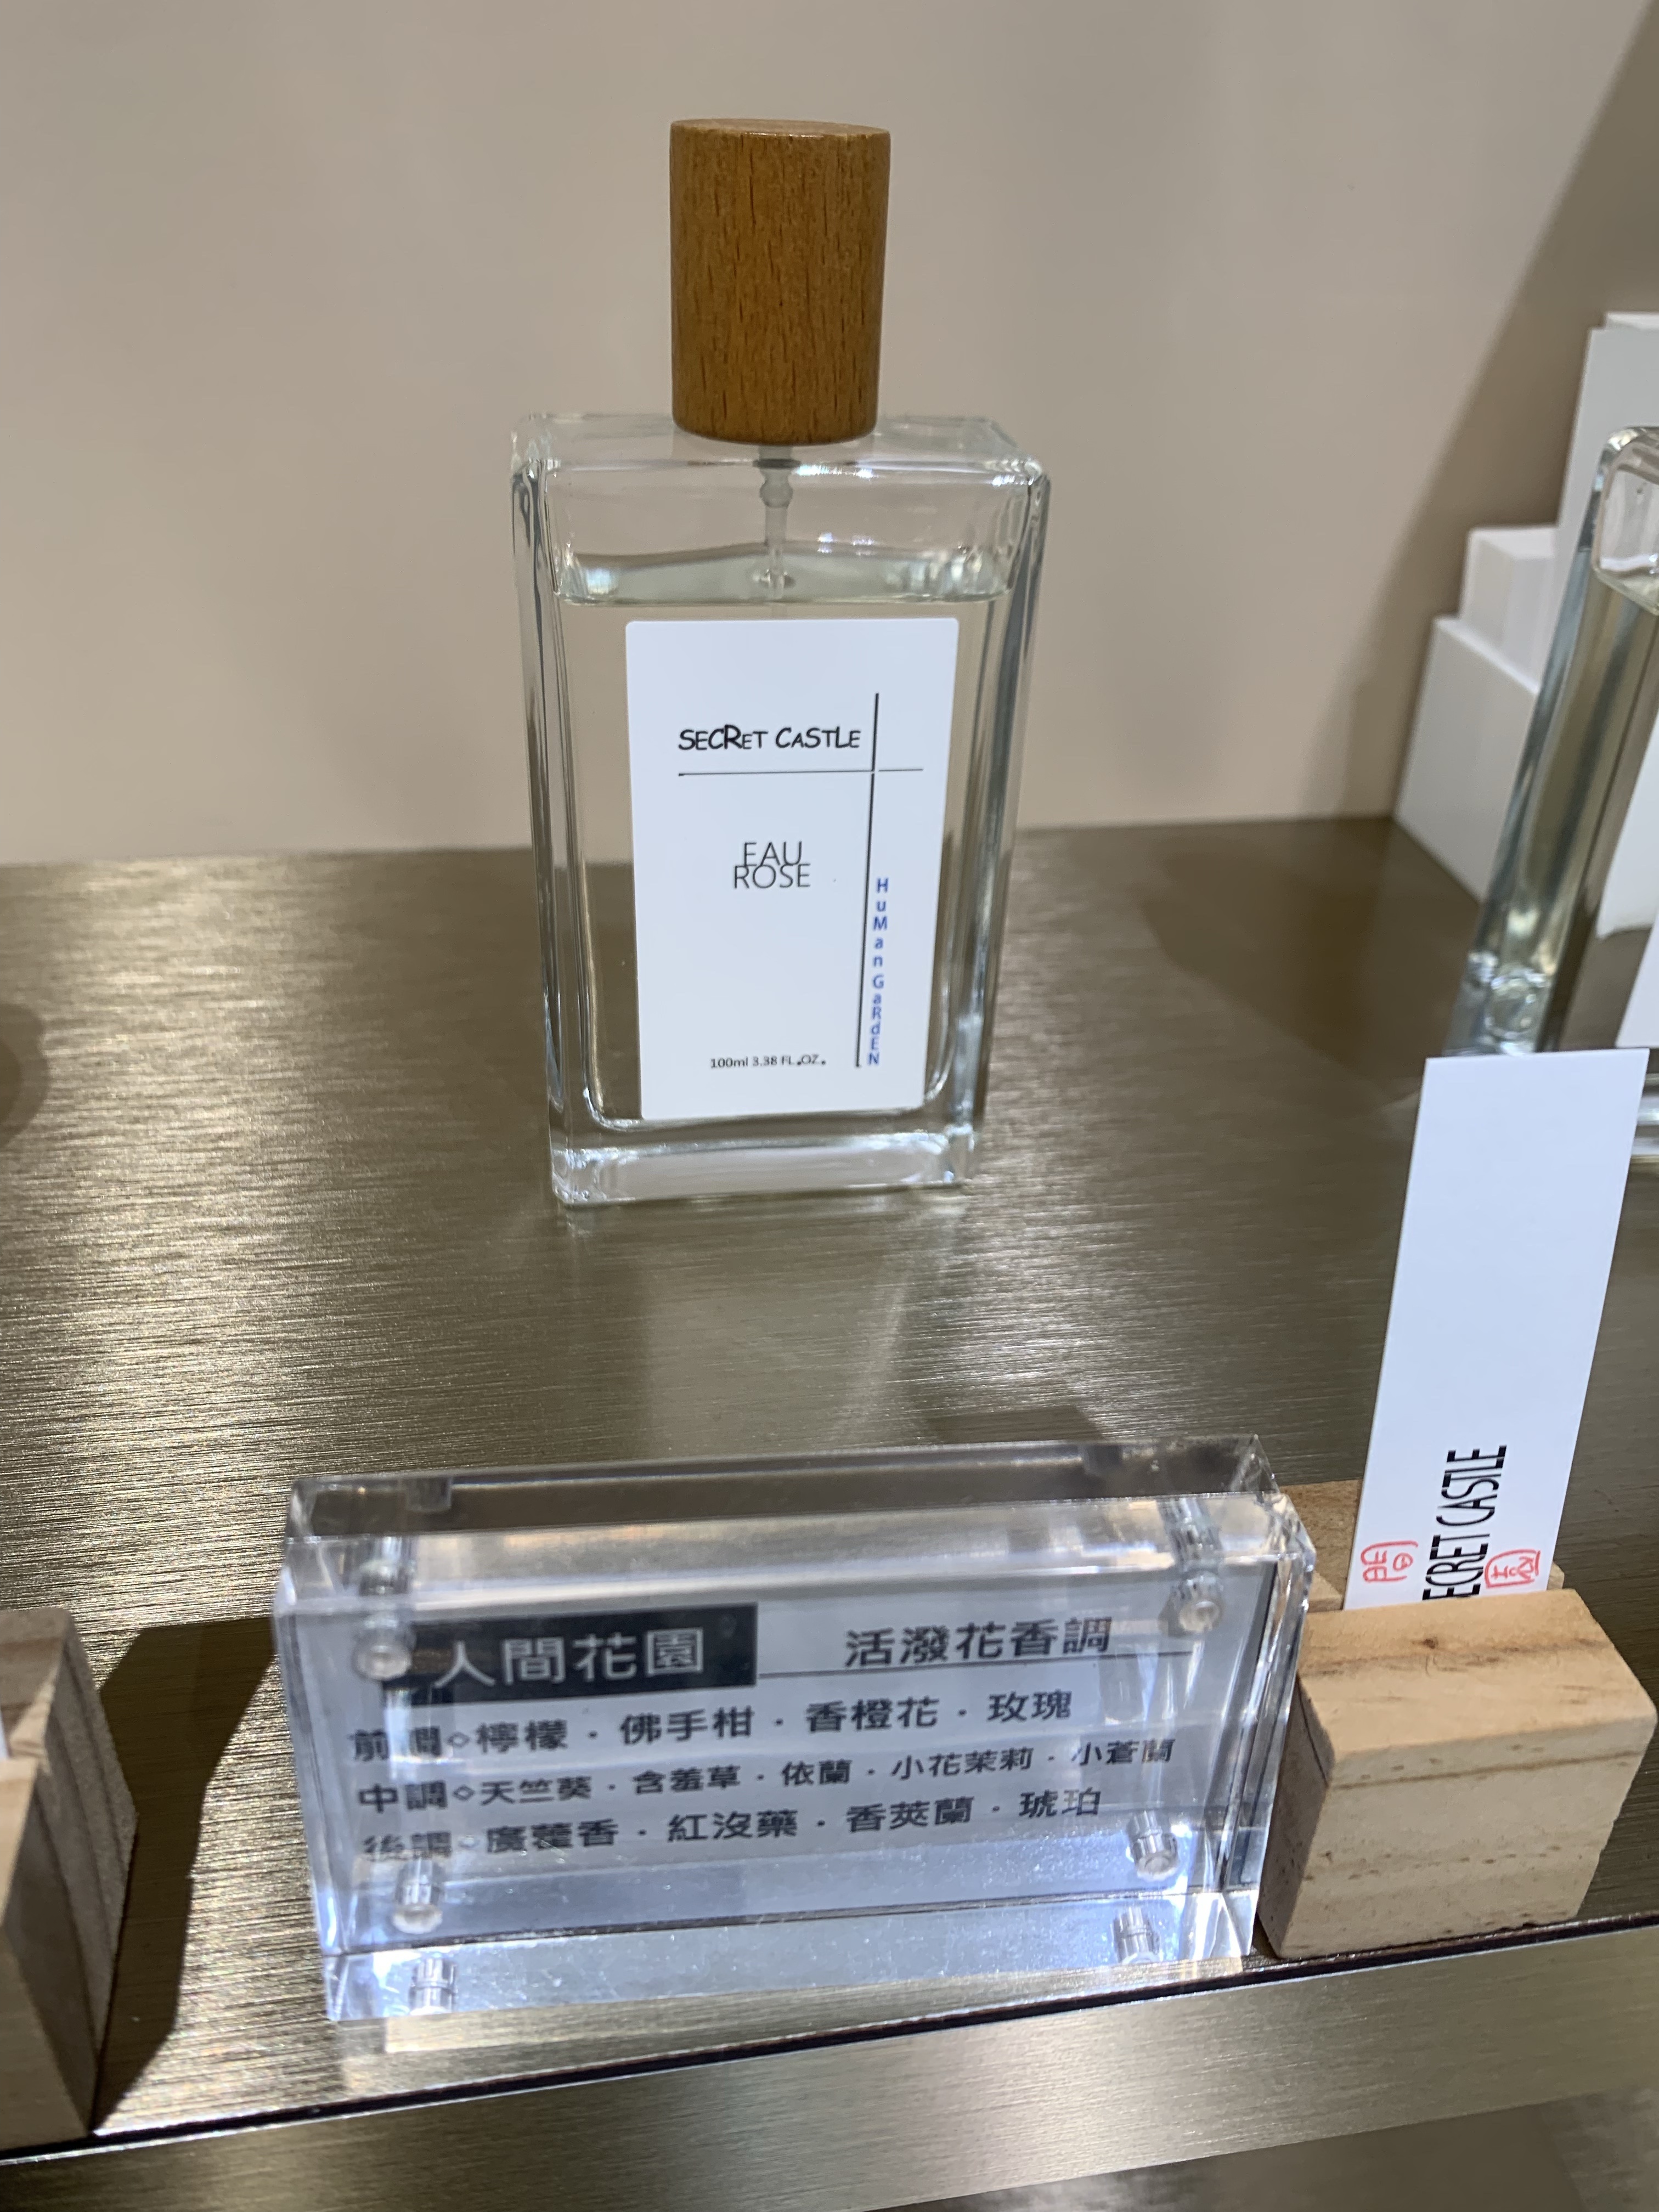 SECRET CASTLE
EAU
ROSE
HuMan GaRdEN
100ml 3.38 FL.OZ.
ECRET CASTLE
人間花園
活潑花香調
前調◇檸檬·佛手柑·香橙花·玫瑰
中調◇天竺葵·含羞草·依蘭·小花茉莉·小蒼蘭
後調◇廣藿香·紅沒藥·香莢蘭·琥珀